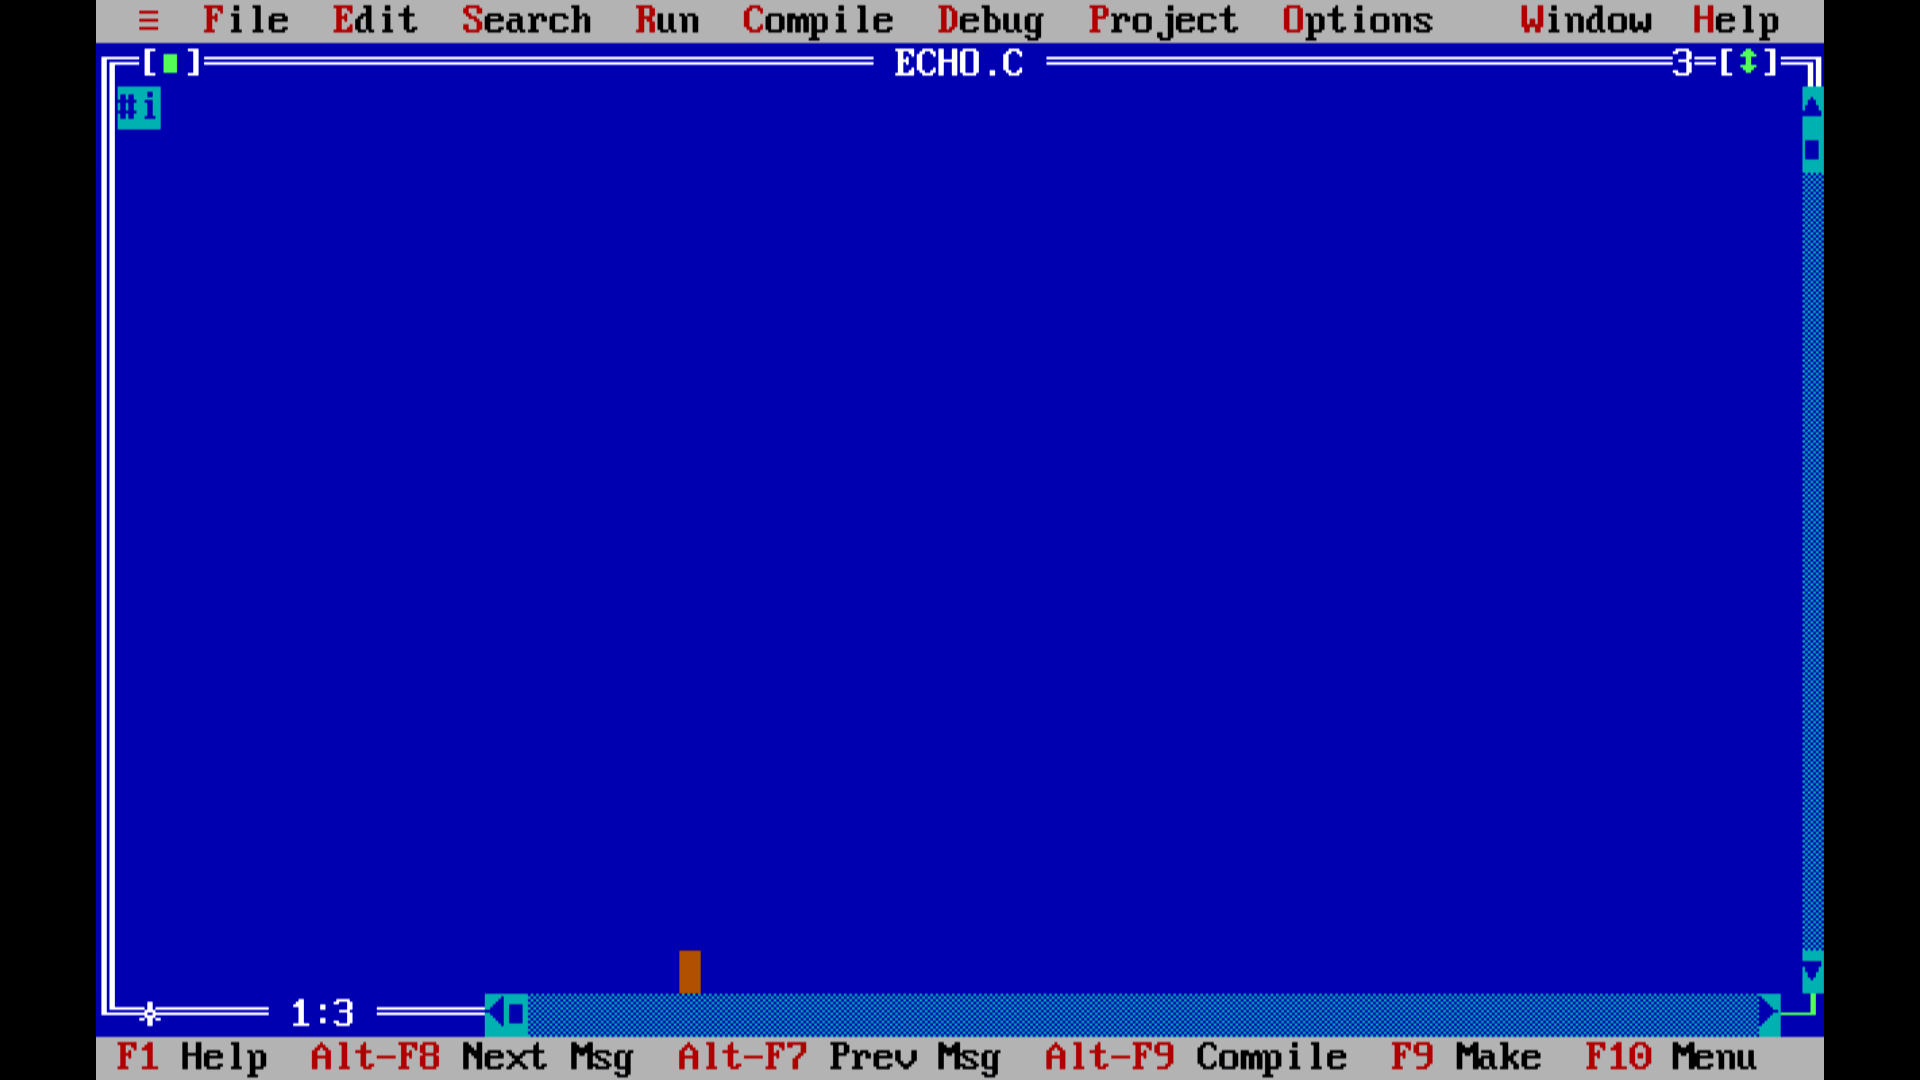 ≡ File Edit Search Run Compile Debug Project Options Window Help
[■] ECHO.C 3=[↕]
#i
1:3
F1 Help Alt-F8 Next Msg Alt-F7 Prev Msg Alt-F9 Compile F9 Make F10 Menu